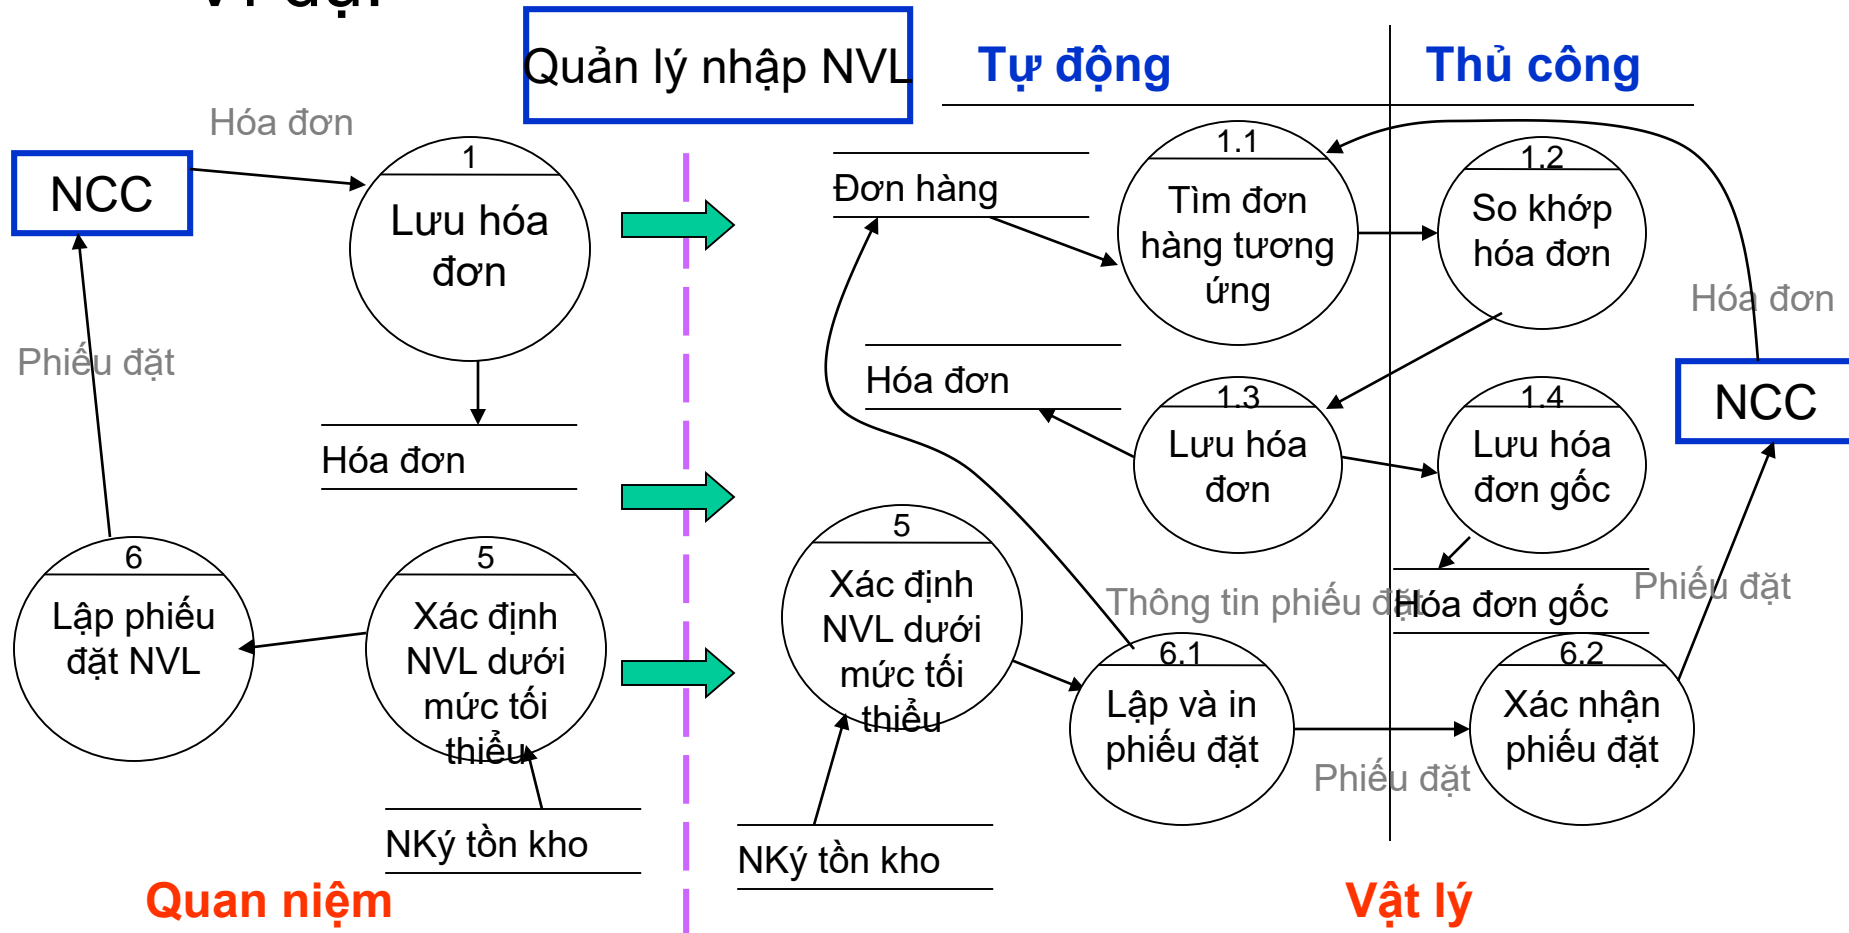 Ví dụ:
Quản lý nhập NVL
Tự động
Thủ công
Hóa đơn
NCC
1
Lưu hóa
đơn
Phiếu đặt
Hóa đơn
6
Lập phiếu
đặt NVL
5
Xác định
NVL dưới
mức tối
thiểu
NKý tồn kho
Quan niệm
Đơn hàng
1.1
Tìm đơn
hàng tương
ứng
1.2
So khớp
hóa đơn
Hóa đơn
NCC
Hóa đơn
1.3
Lưu hóa
đơn
1.4
Lưu hóa
đơn gốc
Hóa đơn gốc
Thông tin phiếu đặt
Phiếu đặt
5
Xác định
NVL dưới
mức tối
thiểu
6.1
Lập và in
phiếu đặt
Phiếu đặt
6.2
Xác nhận
phiếu đặt
NKý tồn kho
Vật lý